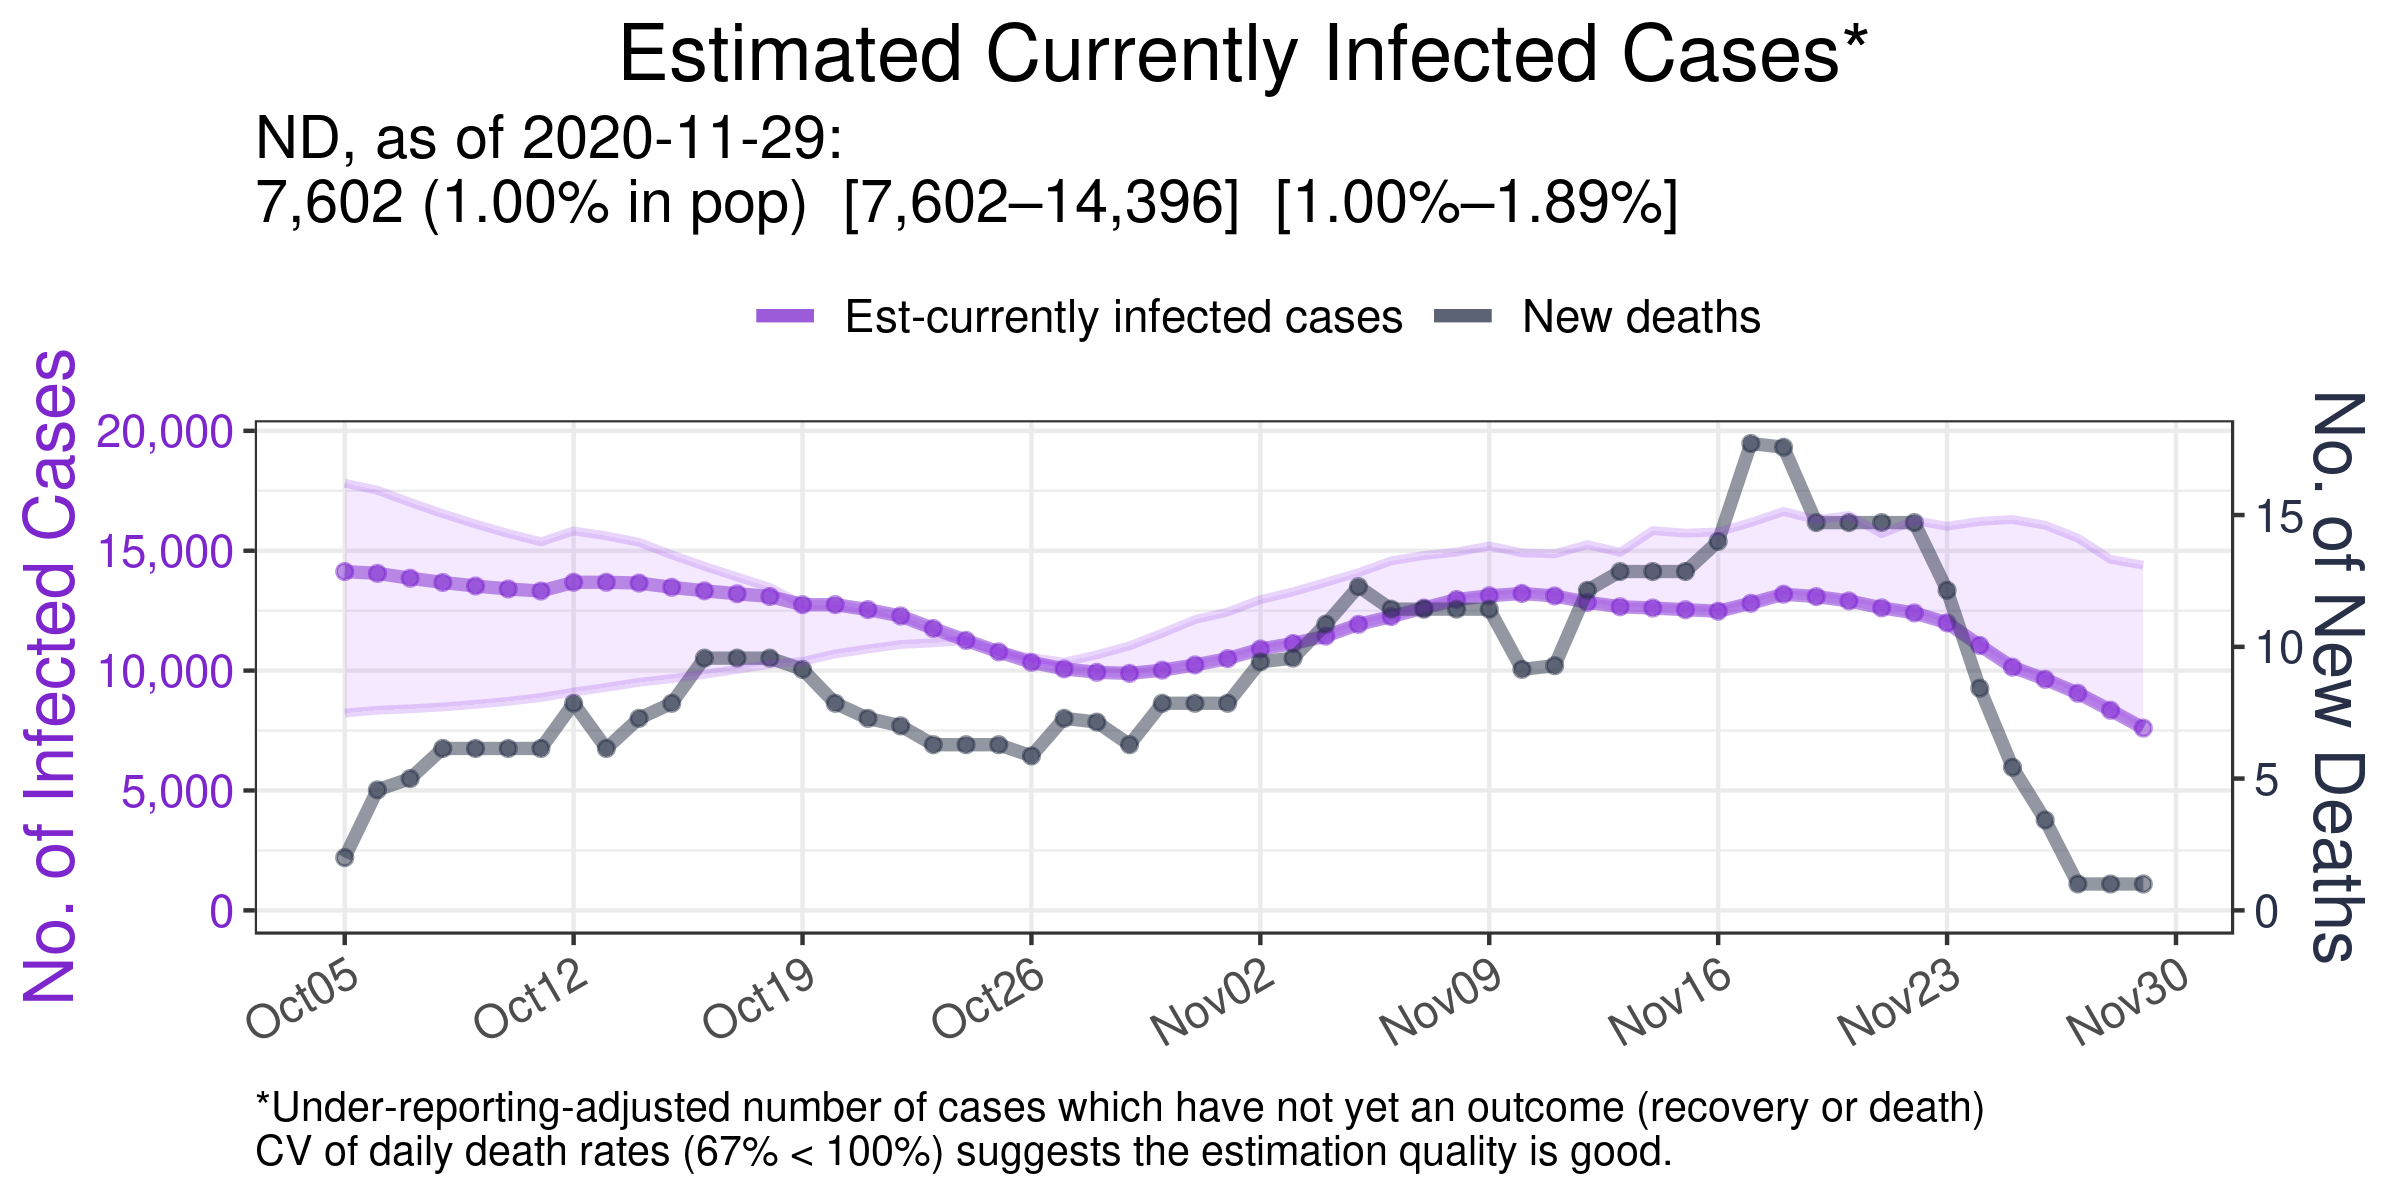 Estimated Currently Infected Cases*
ND, as of 2020-11-29:
7,602 (1.00% in pop) [7,602–14,396] [1.00%–1.89%]
Est-currently infected cases
New deaths
No. of Infected Cases
20,000
15,000
10,000
5,000
0
15
10
5
0
No. of New Deaths
Oct05
Oct12
Oct19
Oct26
Nov02
Nov09
Nov16
Nov23
Nov30
*Under-reporting-adjusted number of cases which have not yet an outcome (recovery or death)
CV of daily death rates (67% < 100%) suggests the estimation quality is good.